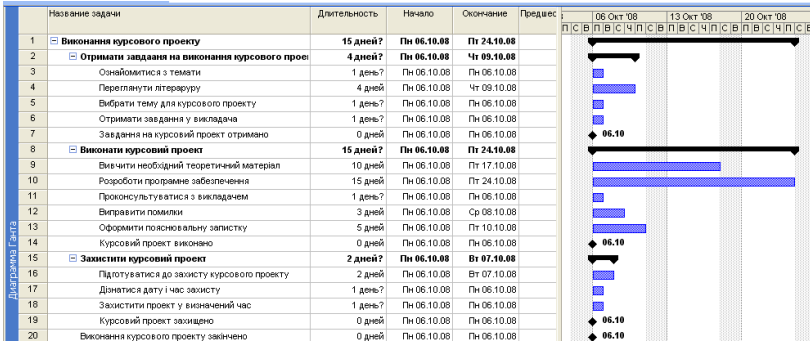 Название задачи Длительность Начало Окончание Предшес 06 Окт '08 13 Окт '08 20 Окт '08
П С В П В С Ч П С В П В С Ч П С В П В С Ч П С В
1 Виконання курсового проекту 15 дней? Пн 06.10.08 Пт 24.10.08
2 Отримати завдааня на виконання курсового прое 4 дней? Пн 06.10.08 Чт 09.10.08
3 Ознайомитися з темати 1 день? Пн 06.10.08 Пн 06.10.08
4 Переглянути літераруру 4 дней Пн 06.10.08 Чт 09.10.08
5 Вибрати тему для курсового проекту 1 день? Пн 06.10.08 Пн 06.10.08
6 Отримати завдання у викладача 1 день? Пн 06.10.08 Пн 06.10.08
7 Завдання на курсовий проект отримано 0 дней Пн 06.10.08 Пн 06.10.08 06.10
8 Виконати курсовий проект 15 дней? Пн 06.10.08 Пт 24.10.08
9 Вивчити необхідний теоретичний матеріал 10 дней Пн 06.10.08 Пт 17.10.08
10 Розроботи програмне забезпечення 15 дней Пн 06.10.08 Пт 24.10.08
11 Проконсультуватися з викладачем 1 день? Пн 06.10.08 Пн 06.10.08
12 Виправити помилки 3 дней Пн 06.10.08 Ср 08.10.08
13 Оформити пояснювальну запистку 5 дней Пн 06.10.08 Пт 10.10.08
14 Курсовий проект виконано 0 дней Пн 06.10.08 Пн 06.10.08 06.10
15 Захистити курсовий проект 2 дней? Пн 06.10.08 Вт 07.10.08
16 Підготуватися до захисту курсового проекту 2 дней Пн 06.10.08 Вт 07.10.08
17 Дізнатися дату і час захисту 1 день? Пн 06.10.08 Пн 06.10.08
18 Захистити проект у визначений час 1 день? Пн 06.10.08 Пн 06.10.08
19 Курсовий проект захищено 0 дней Пн 06.10.08 Пн 06.10.08 06.10
20 Виконання курсового проекту закінчено 0 дней Пн 06.10.08 Пн 06.10.08 06.10
Диаграмма Ганта